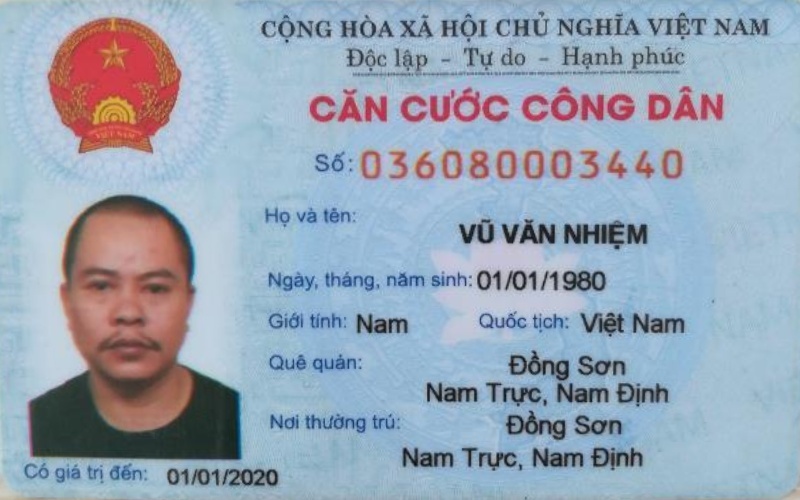 CỘNG HÒA XÃ HỘI CHỦ NGHĨA VIỆT NAM
Độc lập - Tự do - Hạnh phúc
CĂN CƯỚC CÔNG DÂN
Số: 036080003440
Họ và tên:
VŨ VĂN NHIỆM
Ngày, tháng, năm sinh: 01/01/1980
Giới tính: Nam Quốc tịch: Việt Nam
Quê quán: Đồng Sơn
Nam Trực, Nam Định
Nơi thường trú: Đồng Sơn
Nam Trực, Nam Định
Có giá trị đến: 01/01/2020
VIỆT NAM